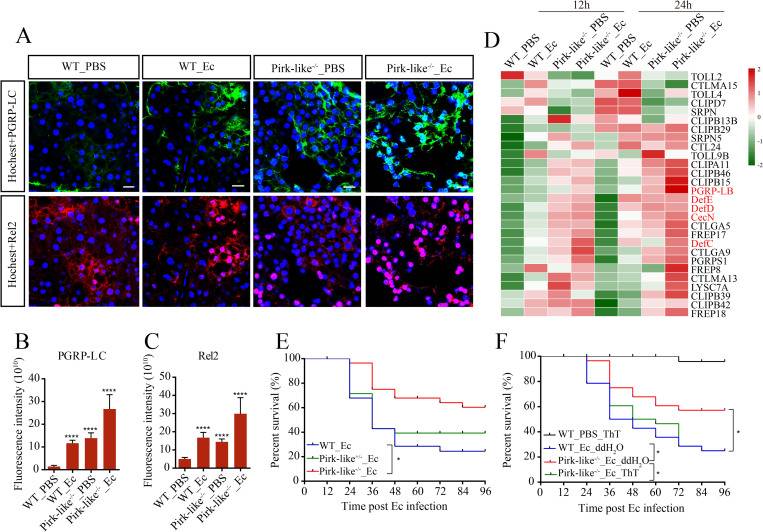 A
WT_PBS
WT_Ec
Pirk-like-/-_PBS
Pirk-like-/-_Ec
Hochest+PGRP-LC
Hochest+Rel2
B
PGRP-LC
Fluorescence intensity (10^10)
40
30
20
10
0
****
****
****
WT_PBS
WT_Ec
Pirk-like-/-_PBS
Pirk-like-/-_Ec
C
Rel2
Fluorescence intensity (10^10)
50
40
30
20
10
0
****
****
****
WT_PBS
WT_Ec
Pirk-like-/-_PBS
Pirk-like-/-_Ec
D
12h
24h
WT_PBS
WT_Ec
Pirk-like-/-_PBS
Pirk-like-/-_Ec
WT_PBS
WT_Ec
Pirk-like-/-_PBS
Pirk-like-/-_Ec
TOLL2
CTLMA15
TOLL4
CLIPD7
SRPN
CLIPB13B
CLIPB29
SRPN5
CTL24
TOLL9B
CLIPA11
CLIPB46
CLIPB15
PGRP-LB
DefE
DefD
CecN
CTLGA5
FREP17
DefC
CTLGA9
PGRPS1
FREP8
CTLMA13
LYSC7A
CLIPB39
CLIPB42
FREP18
2
1
0
-1
-2
E
Percent survival (%)
100
80
60
40
20
0
0 12 24 36 48 60 72 84 96
Time post Ec infection
WT_Ec
Pirk-like+/-_Ec
Pirk-like-/-_Ec
*
F
Percent survival (%)
100
80
60
40
20
0
0 12 24 36 48 60 72 84 96
Time post Ec infection
WT_PBS_ThT
WT_Ec_ddH2O
Pirk-like-/-_Ec_ddH2O
Pirk-like-/-_Ec_ThT
*
*
*